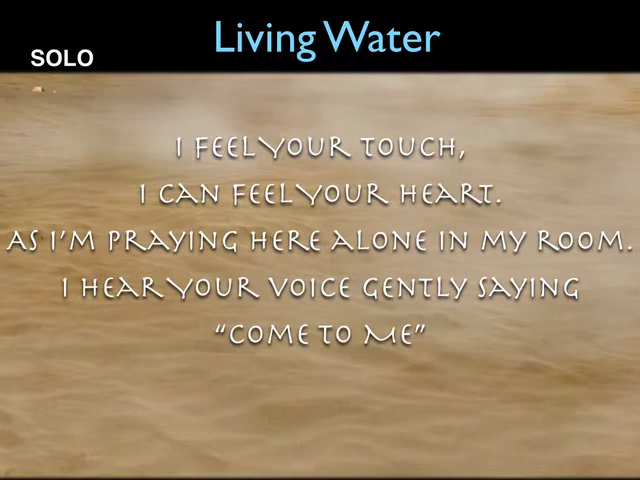 Living Water
SOLO
I feel Your touch,
I can feel Your heart.
As I'm praying here alone in my room.
I hear Your voice gently saying
“Come to Me”